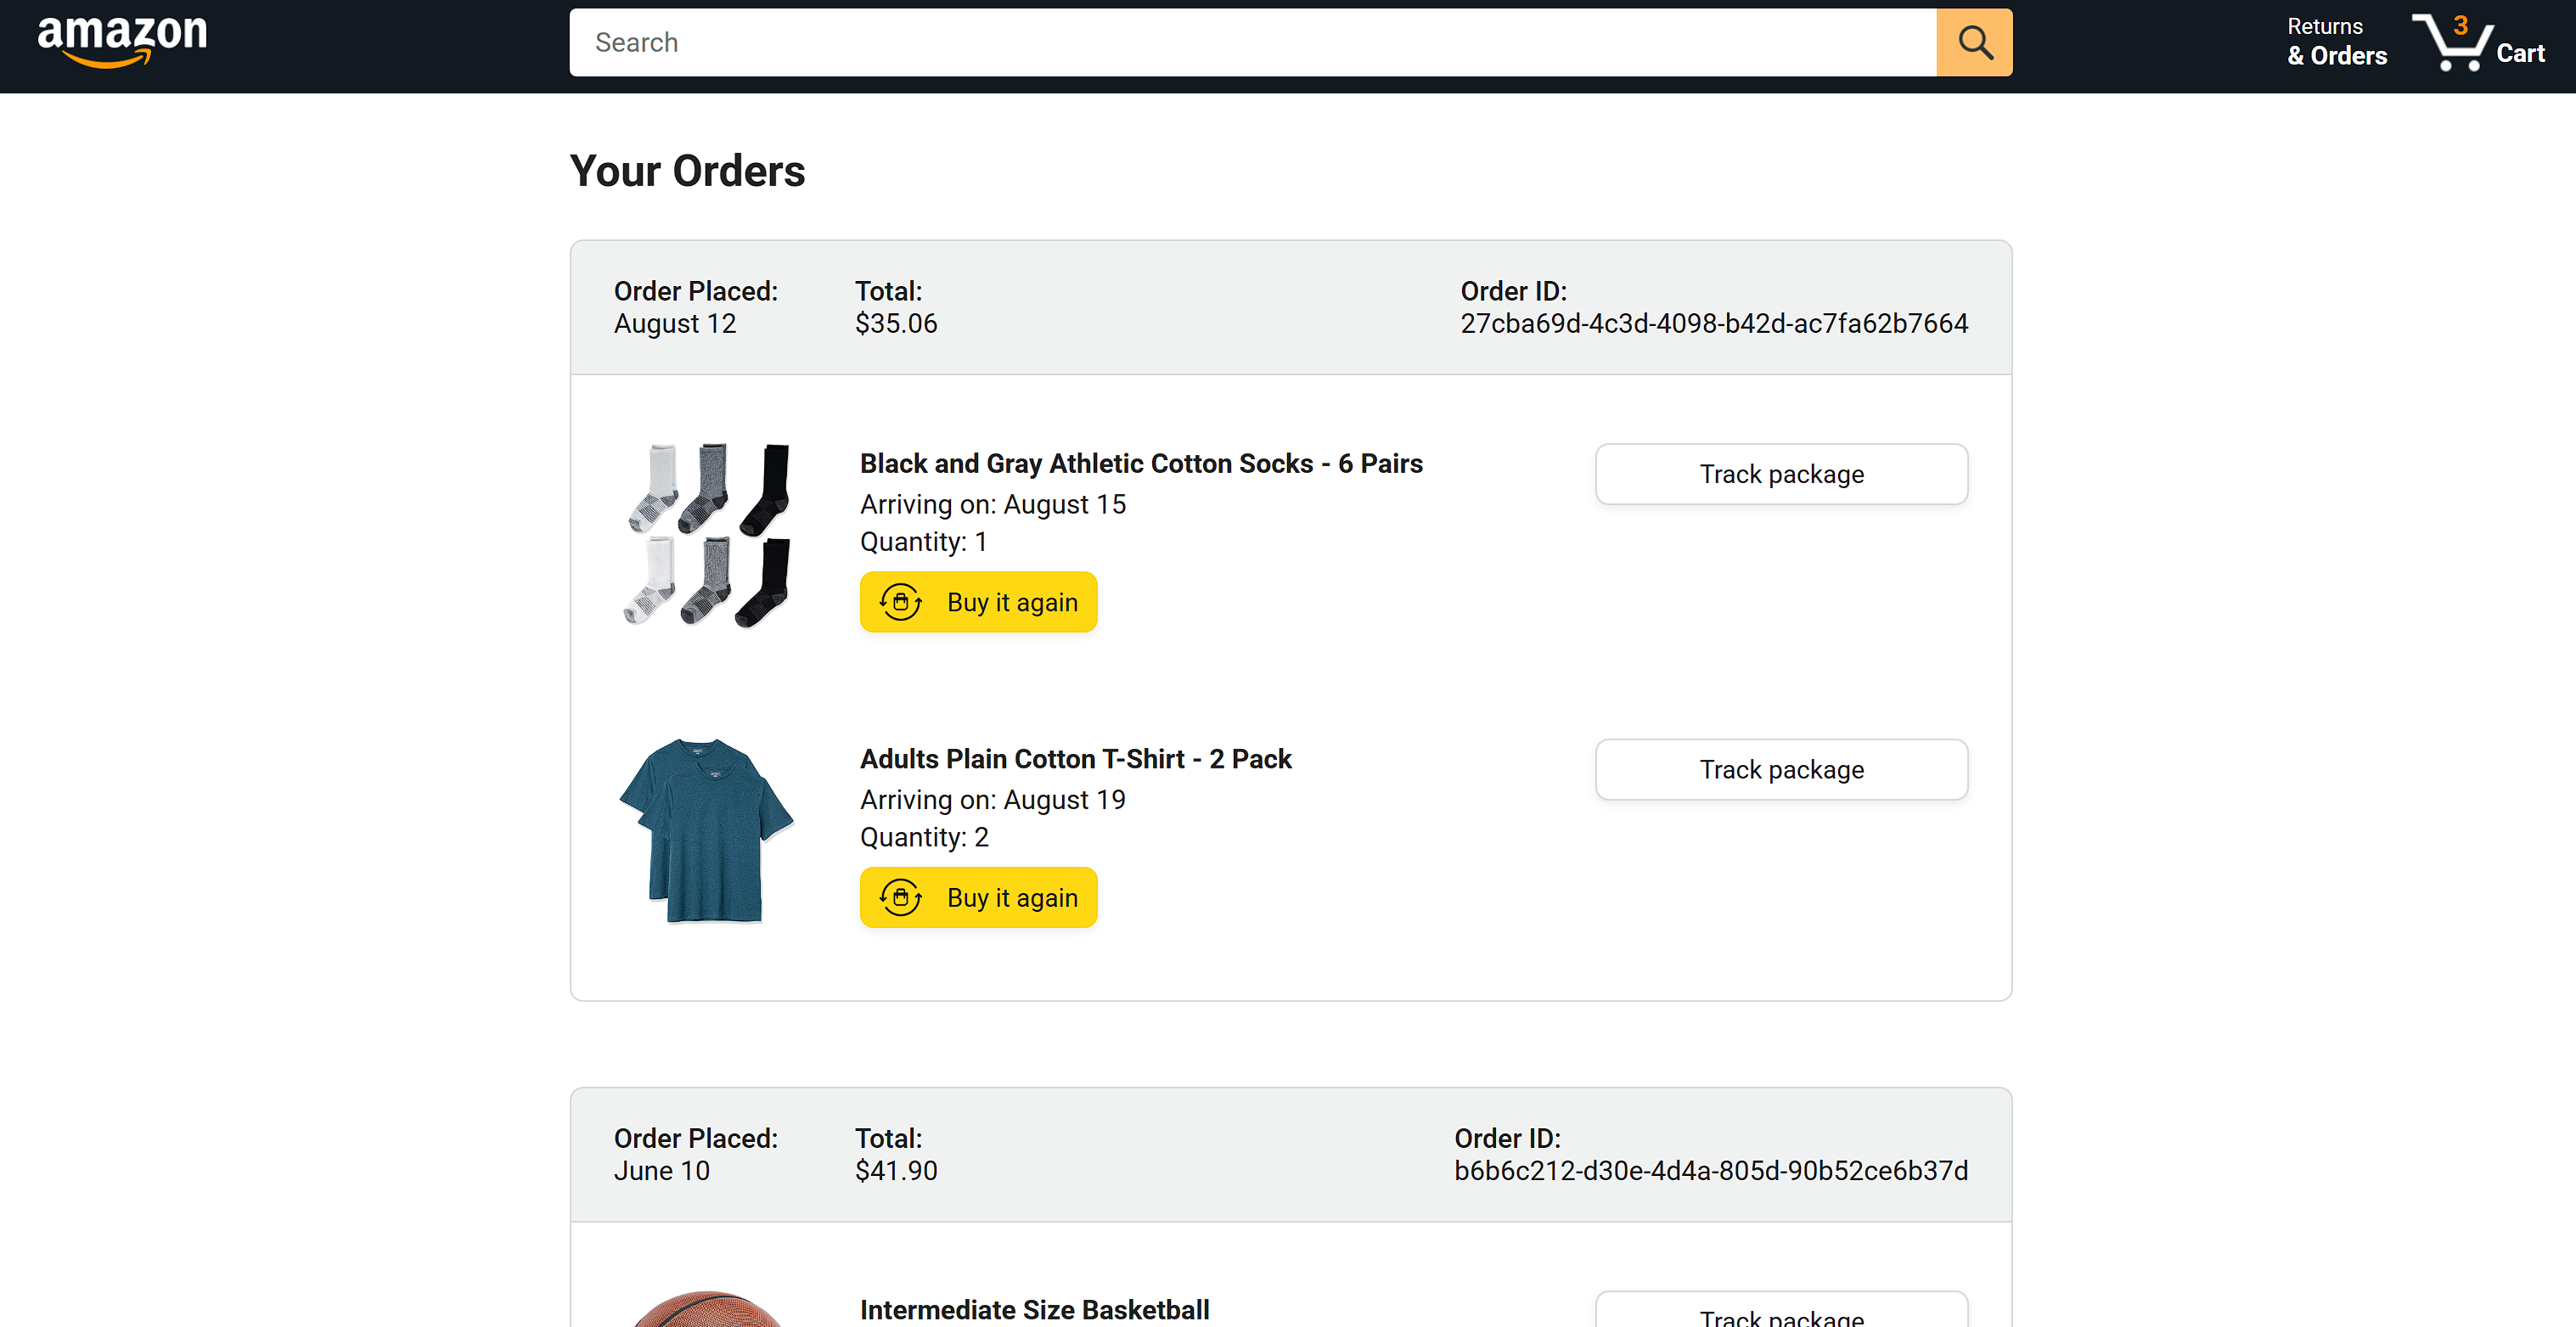 amazon
Search
Returns
& Orders
3
Cart
Your Orders
Order Placed:
August 12
Total:
$35.06
Order ID:
27cba69d-4c3d-4098-b42d-ac7fa62b7664
Black and Gray Athletic Cotton Socks - 6 Pairs
Arriving on: August 15
Quantity: 1
Buy it again
Track package
Adults Plain Cotton T-Shirt - 2 Pack
Arriving on: August 19
Quantity: 2
Buy it again
Track package
Order Placed:
June 10
Total:
$41.90
Order ID:
b6b6c212-d30e-4d4a-805d-90b52ce6b37d
Intermediate Size Basketball
Track package